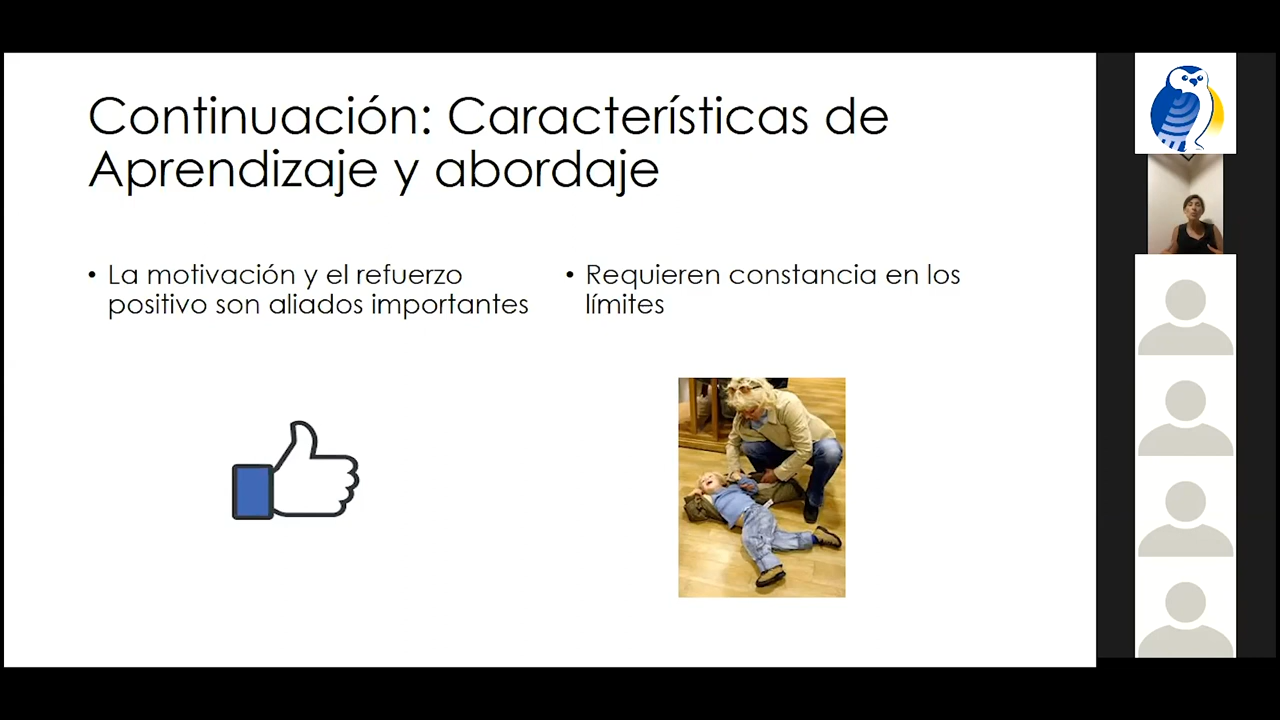 Continuación: Características de
Aprendizaje y abordaje
• La motivación y el refuerzo
positivo son aliados importantes
• Requieren constancia en los
límites